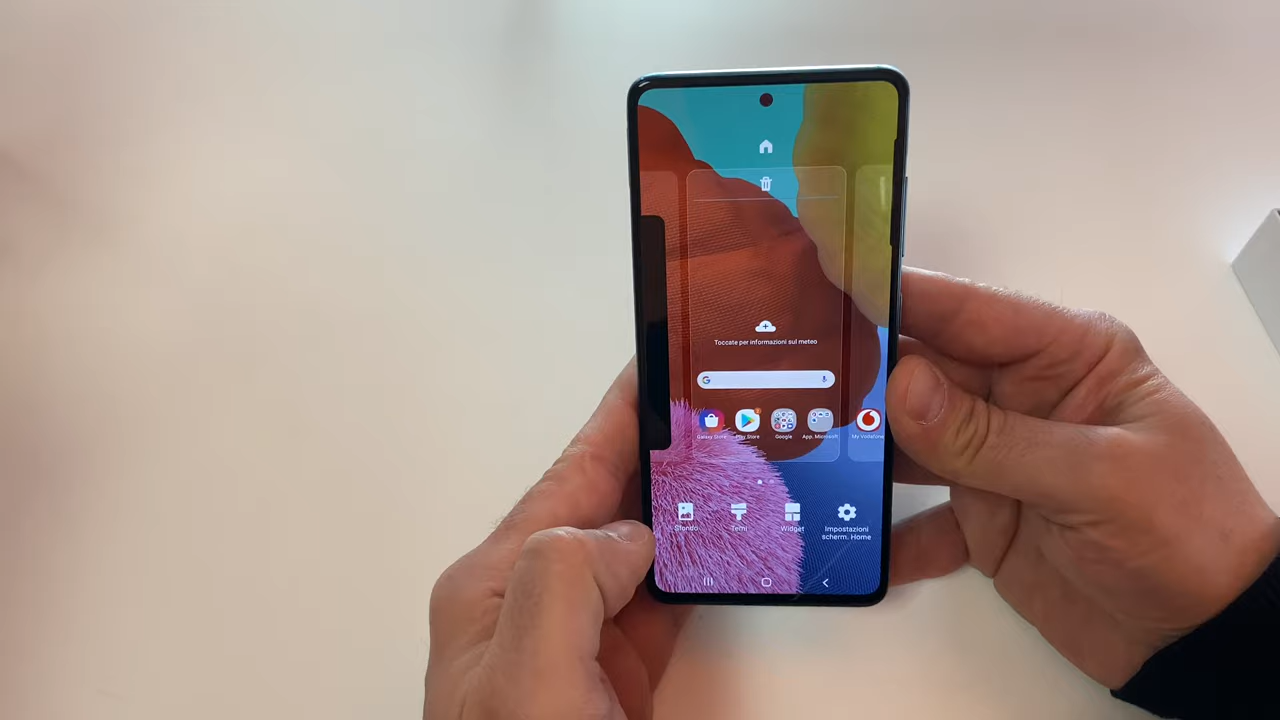 Toccate per informazioni sul meteo
Galaxy Store
Play Store
Google
App. Microsoft
My Vodafone
Sfondo
Temi
Widget
Impostazioni
scherm. Home